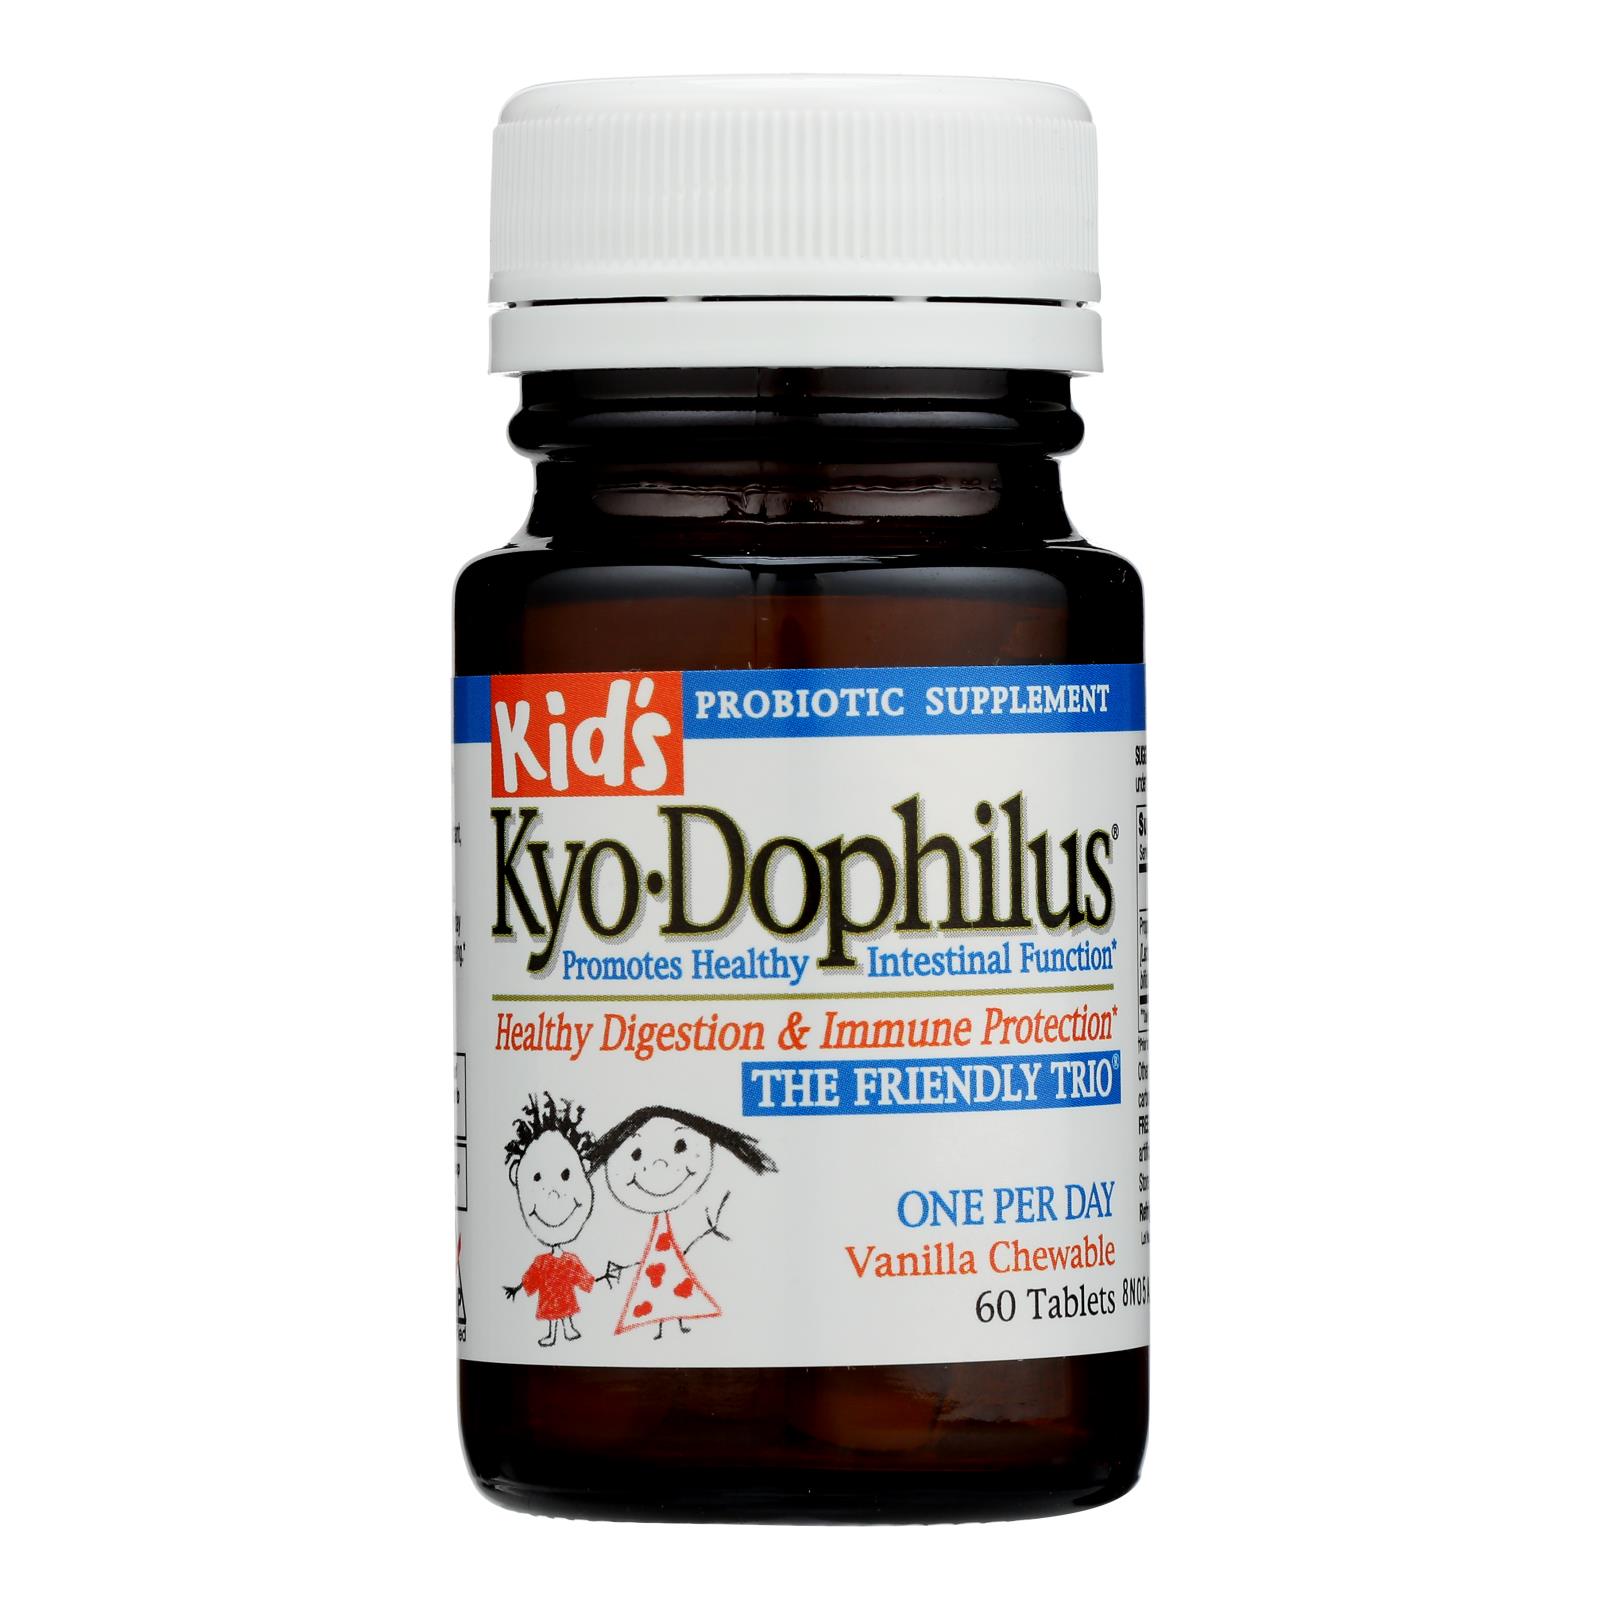 Kid's
PROBIOTIC SUPPLEMENT
Kyo•Dophilus®
Promotes Healthy Intestinal Function*
Healthy Digestion & Immune Protection*
THE FRIENDLY TRIO®
ONE PER DAY
Vanilla Chewable
60 Tablets